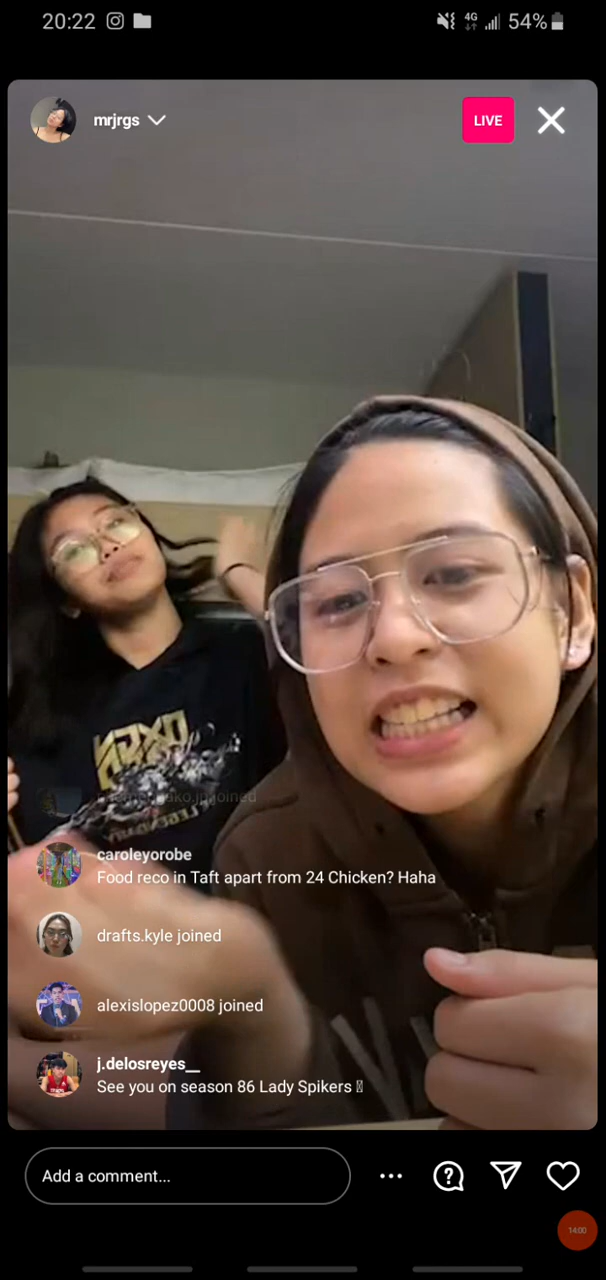 20:22
4G
54%
mrjrgs
LIVE
joined
caroleyorobe
Food reco in Taft apart from 24 Chicken? Haha
drafts.kyle joined
alexislopez0008 joined
j.delosreyes__
See you on season 86 Lady Spikers
Add a comment...
14:00